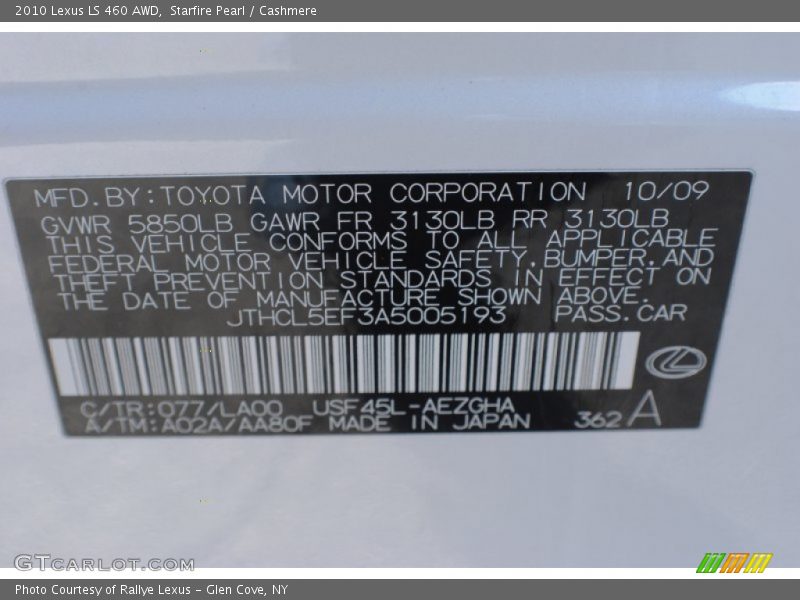 2010 Lexus LS 460 AWD, Starfire Pearl / Cashmere
MFD. BY: TOYOTA MOTOR CORPORATION 10/09
GVWR 5850LB GAWR FR 3130LB RR 3130LB
THIS VEHICLE CONFORMS TO ALL APPLICABLE
FEDERAL MOTOR VEHICLE SAFETY, BUMPER, AND
THEFT PREVENTION STANDARDS IN EFFECT ON
THE DATE OF MANUFACTURE SHOWN ABOVE.
JTHCL5EF3A5005193 PASS. CAR
C/TR: 077/LA00 USF45L-AEZGHA
A/TM: A02A/AA80F MADE IN JAPAN 362 A
GTCARLOT.COM
Photo Courtesy of Rallye Lexus - Glen Cove, NY